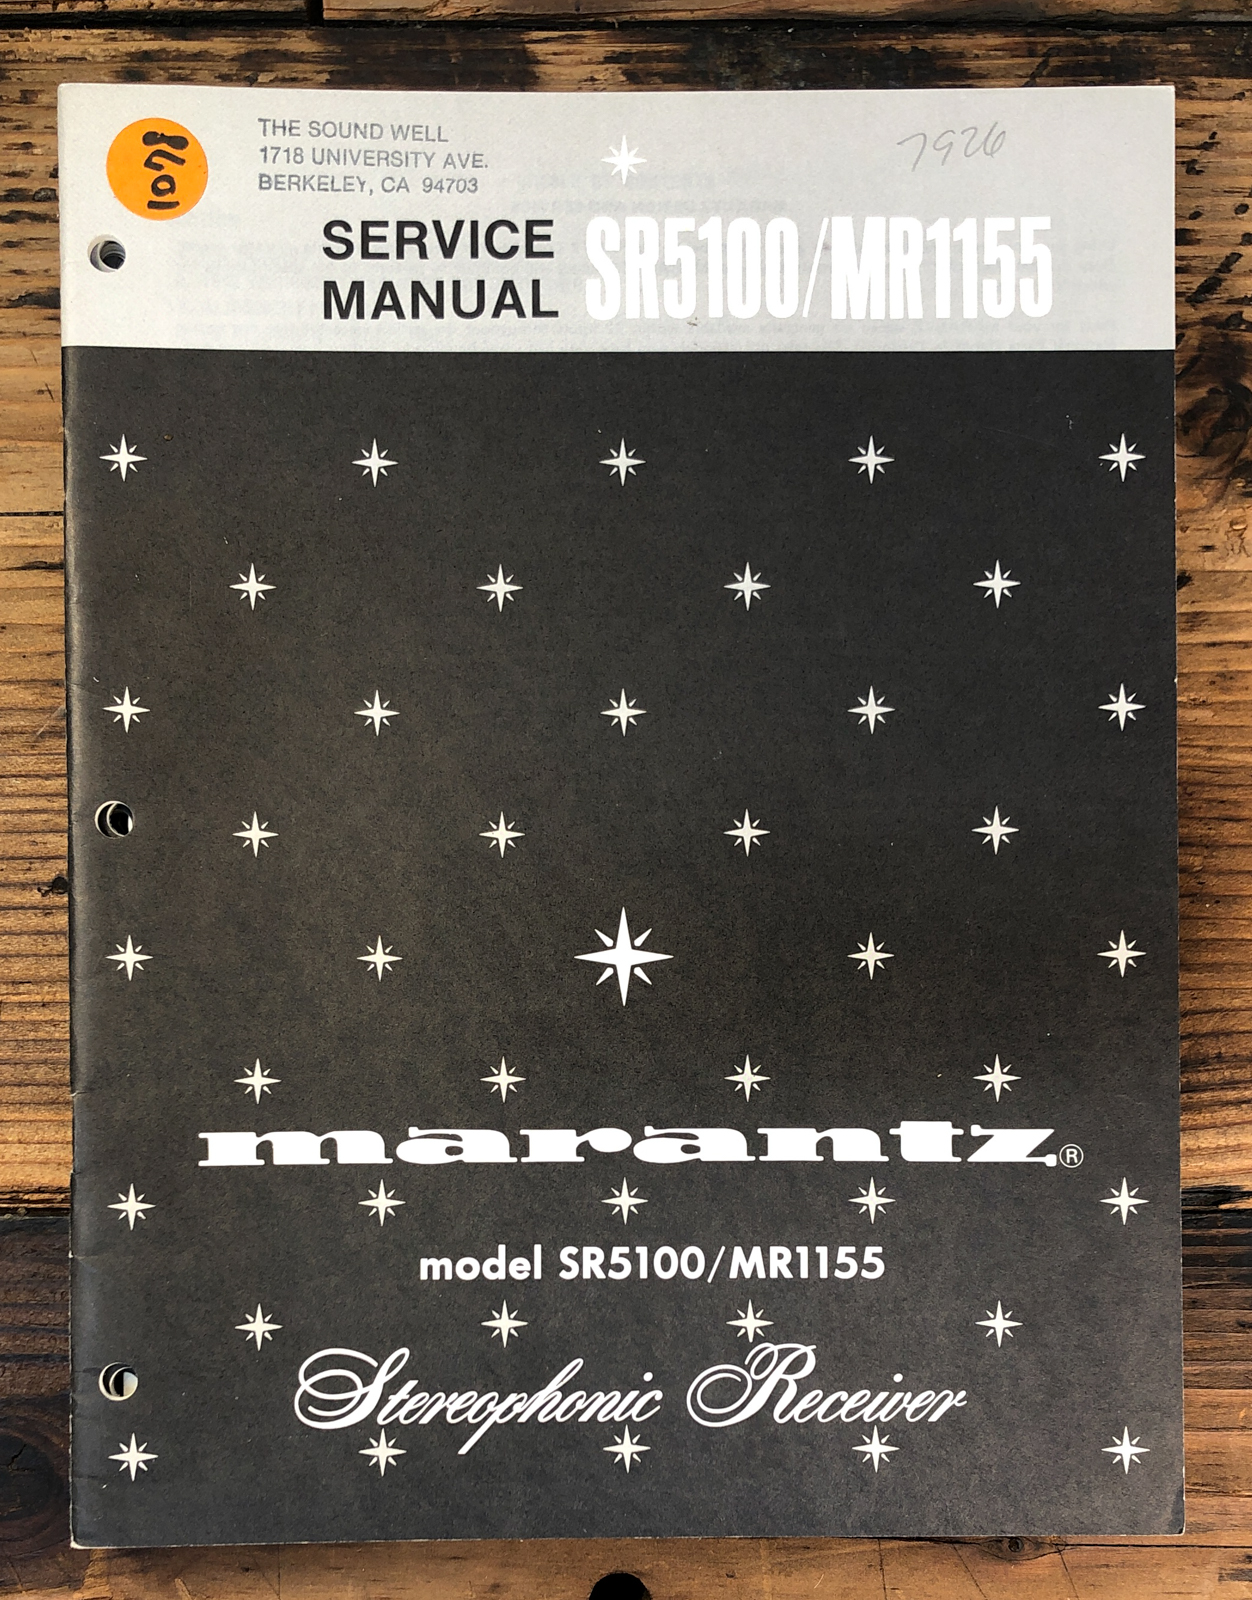 1078
THE SOUND WELL
1718 UNIVERSITY AVE.
BERKELEY, CA 94703
7926
SERVICE
MANUAL
SR5100/MR1155
marantz®
model SR5100/MR1155
Stereophonic Receiver